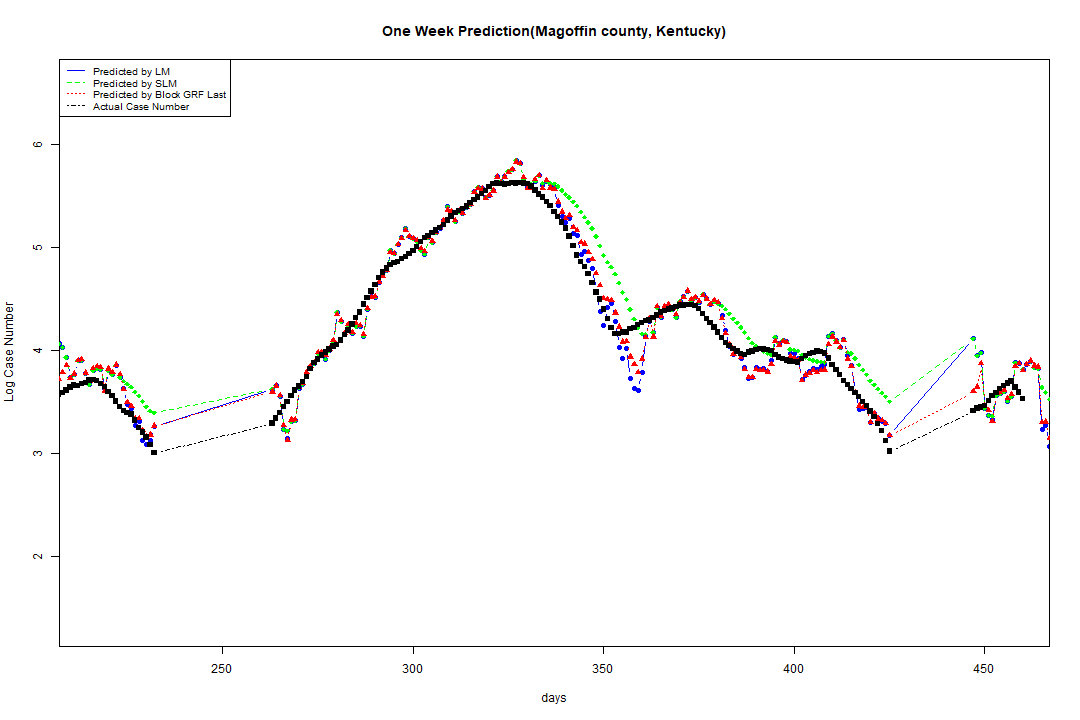 One Week Prediction(Magoffin county, Kentucky)
Predicted by LM
Predicted by SLM
Predicted by Block GRF Last
Actual Case Number
6
5
4
3
2
Log Case Number
250 300 350 400 450
days